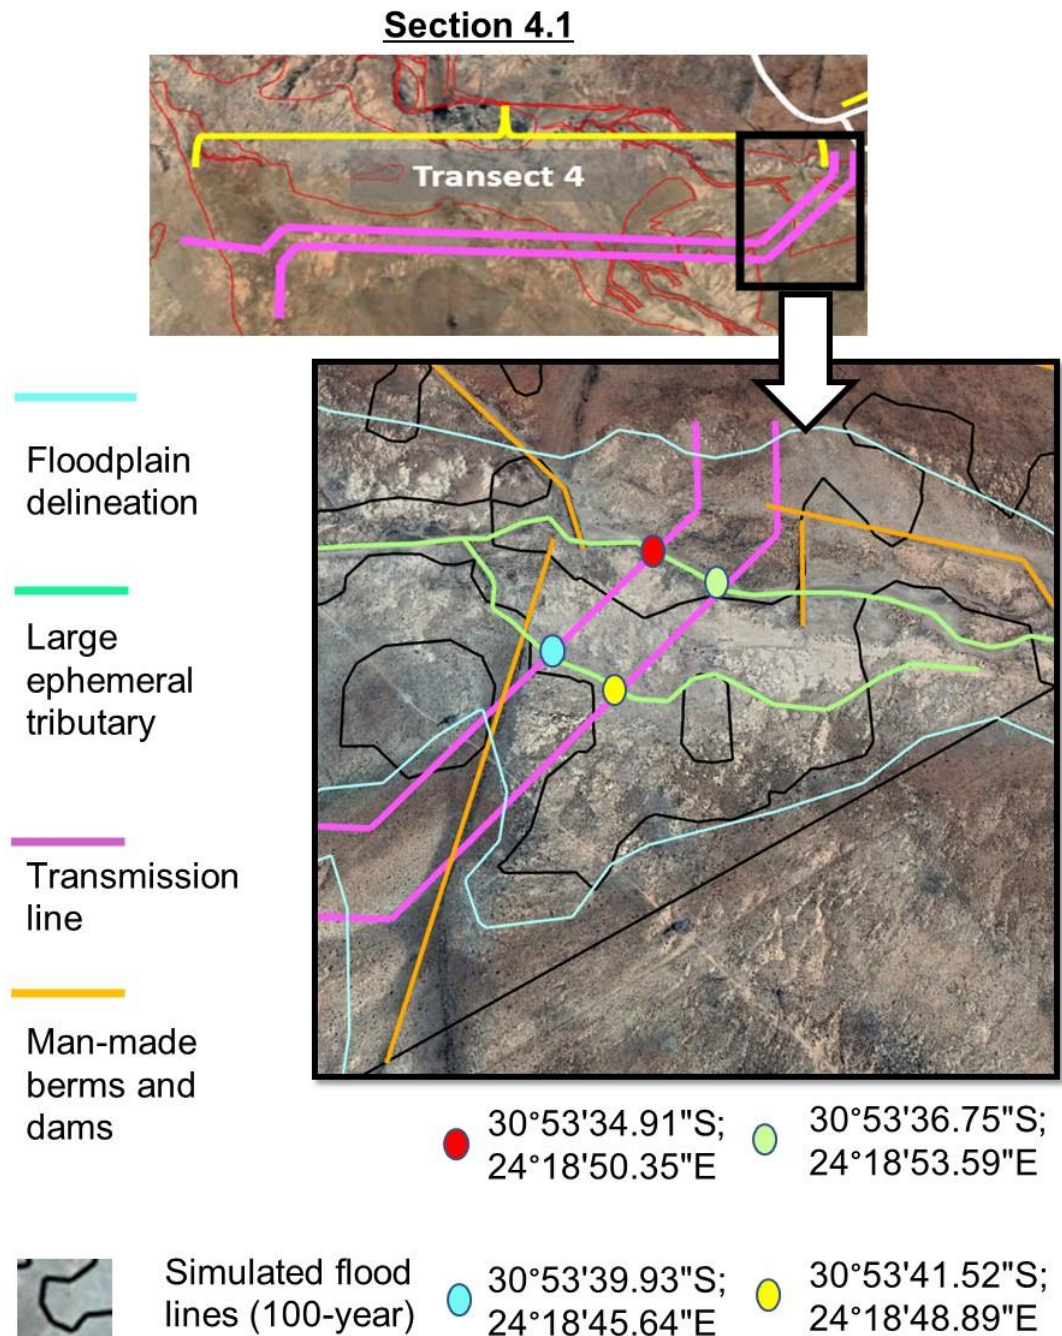 Section 4.1
Transect 4
Floodplain
delineation
Large
ephemeral
tributary
Transmission
line
Man-made
berms and
dams
30°53'34.91"S;
24°18'50.35"E
30°53'36.75"S;
24°18'53.59"E
Simulated flood
lines (100-year)
30°53'39.93"S;
24°18'45.64"E
30°53'41.52"S;
24°18'48.89"E